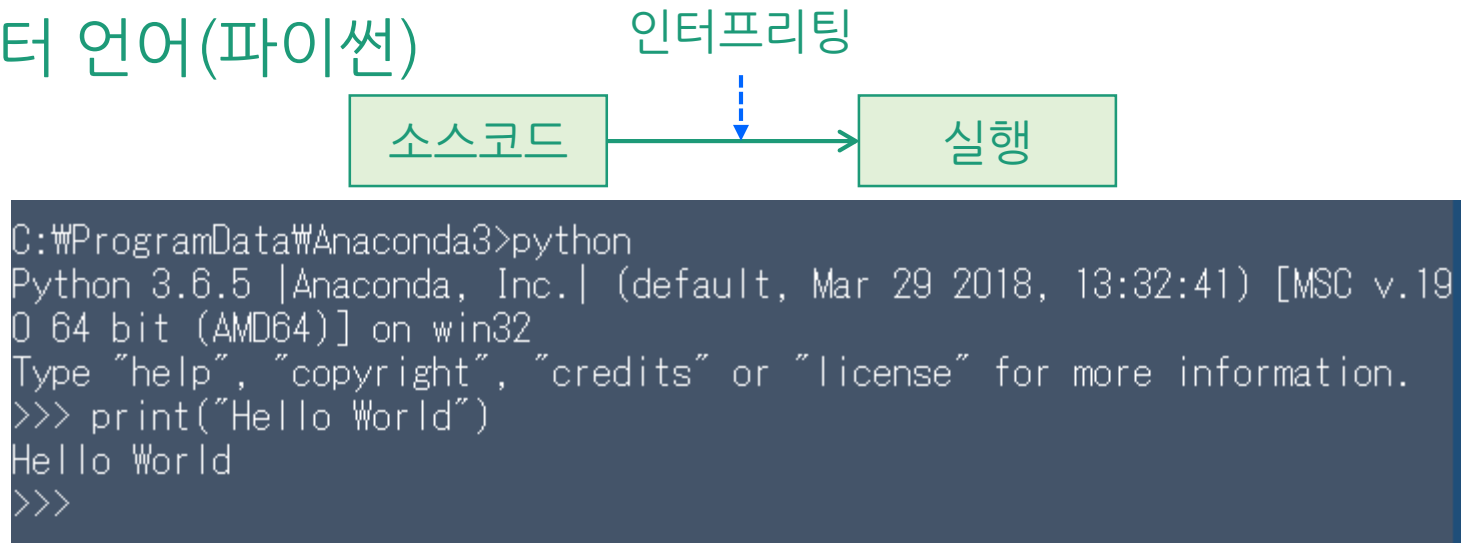 터 언어(파이썬)
인터프리팅
소스코드
실행
C:₩ProgramData₩Anaconda3>python
Python 3.6.5 |Anaconda, Inc.| (default, Mar 29 2018, 13:32:41) [MSC v.19
0 64 bit (AMD64)] on win32
Type "help", "copyright", "credits" or "license" for more information.
>>> print("Hello World")
Hello World
>>>